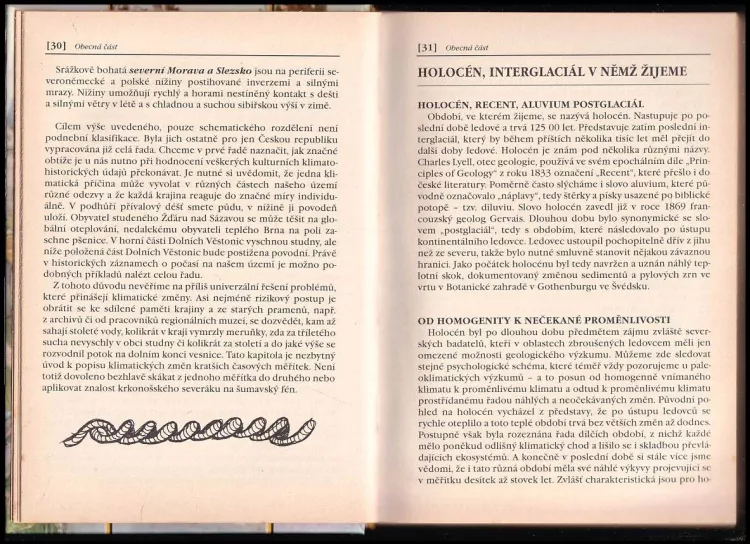 [30] Obecná část
Srážkově bohatá severní Morava a Slezsko jsou na periferii se-
veroněmecké a polské nížiny postihované inverzemi a silnými
mrazy. Nížiny umožňují rychlý a horami nestíněný kontakt s dešti
a silnými větry v létě a s chladnou a suchou sibiřskou výší v zimě.
Cílem výše uvedeného, pouze schematického rozdělení není
podnební klasifikace. Byla jich ostatně pro jen Českou republiku
vypracována již celá řada. Chceme v prvé řadě naznačit, jak značné
obtíže je u nás nutno při hodnocení veškerých kulturních klimato-
historických údajů překonávat. Je nutné si uvědomit, že jedna kli-
matická příčina může vyvolat v různých částech našeho území
různé odezvy a že každá krajina reaguje do značné míry individu-
álně. V podhůří přívalový déšť smete půdu, v nížině ji povodeň
uloží. Obyvatel studeného Žďáru nad Sázavou se může těšit na glo-
bální oteplování, nedalekému obyvateli teplého Brna na poli za-
schne pšenice. V horní části Dolních Věstonic vyschnou studny, ale
níže položená část Dolních Věstonic bude postižena povodní. Právě
v historických záznamech o počasí na našem území je možno po-
dobných příkladů nalézt celou řadu.
Z tohoto důvodu nevěříme na příliš univerzální řešení problémů,
které přinášejí klimatické změny. Asi nejméně rizikový postup je
obrátit se ke sdílené paměti krajiny a ze starých pramenů, např.
z archivů či od pracovníků regionálních muzeí, se dozvědět, kam až
sahají stoleté vody, kolikrát v kraji vymrzly meruňky, zda za tříletého
sucha nevyschly v obci studny či kolikrát za století a do jaké výše se
rozvodnil potok na dolním konci vesnice. Tato kapitola je nezbytný
úvod k popisu klimatických změn kratších časových měřítek. Není
totiž dovoleno bezhlavě skákat z jednoho měřítka do druhého nebo
aplikovat znalost krkonošského severáku na šumavský fén.
[31] Obecná část
HOLOCÉN, INTERGLACIÁL V NĚMŽ ŽIJEME
HOLOCÉN, RECENT, ALUVIUM POSTGLACIÁL
Období, ve kterém žijeme, se nazývá holocén. Nastupuje po po-
slední době ledové a trvá 125 00 let. Představuje zatím poslední in-
terglaciál, který by během příštích několika tisíc let měl přejít do
další doby ledové. Holocén je znám pod několika různými názvy.
Charles Lyell, otec geologie, používá ve svém epochálním díle „Prin-
ciples of Geology“ z roku 1833 označení „Recent“, které přešlo i do
české literatury. Poměrně často slýcháme i slovo aluvium, které pů-
vodně označovalo „náplavy“, tedy štěrky a písky usazené po biblické
potopě – tzv. diluviu. Slovo holocén zavedl již v roce 1869 fran-
couzský geolog Gervais. Dlouhou dobu bylo synonymické se slo-
vem „postglaciál“, tedy s obdobím, které následovalo po ústupu
kontinentálního ledovce. Ledovec ustoupil pochopitelně dřív z jihu
než ze severu, takže bylo nutné smluvně stanovit nějakou závaznou
hranici. Jako počátek holocénu byl tedy navržen a uznán náhlý tep-
lotní skok, dokumentovaný změnou sedimentů a pylových zrn ve
vrtu v Botanické zahradě v Gothenburgu ve Švédsku.
OD HOMOGENITY K NEČEKANÉ PROMĚNLIVOSTI
Holocén byl po dlouhou dobu předmětem zájmu zvláště sever-
ských badatelů, kteří v oblastech zbroušených ledovcem měli jen
omezené možnosti geologického výzkumu. Můžeme zde sledovat
stejné psychologické schéma, které téměř vždy pozorujeme u pale-
oklimatických výzkumů – a to posun od homogenně vnímaného
klimatu k proměnlivému klimatu a odtud k proměnlivému klimatu
prostřídanému řadou náhlých a neočekávaných změn. Původní po-
hled na holocén vycházel z představy, že po ústupu ledovců se
rychle oteplilo a toto teplé období trvá bez větších změn až dodnes.
Postupně však byla rozeznána řada dílčích období, z nichž každé
mělo poněkud odlišný klimatický chod a lišilo se i skladbou převlá-
dajících ekosystémů. A konečně v poslední době si stále více jsme
vědomi, že i tato různá období měla své náhlé výkyvy projevující se
v měřítku desítek až stovek let. Zvlášť charakteristická jsou pro ho-